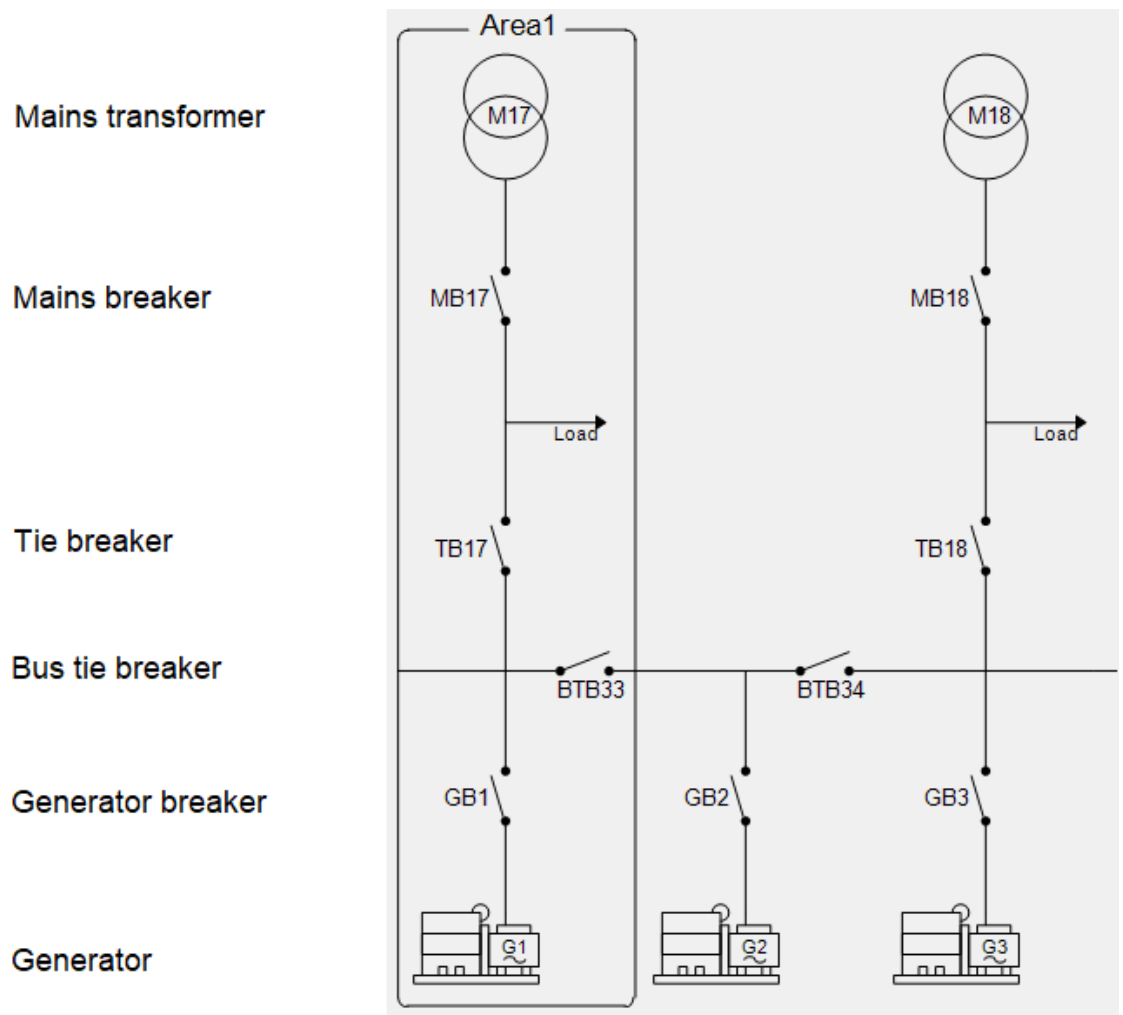 Area1
Mains transformer
M17
M18
Mains breaker
MB17
MB18
Load
Load
Tie breaker
TB17
TB18
Bus tie breaker
BTB33
BTB34
Generator breaker
GB1
GB2
GB3
Generator
G1
G2
G3